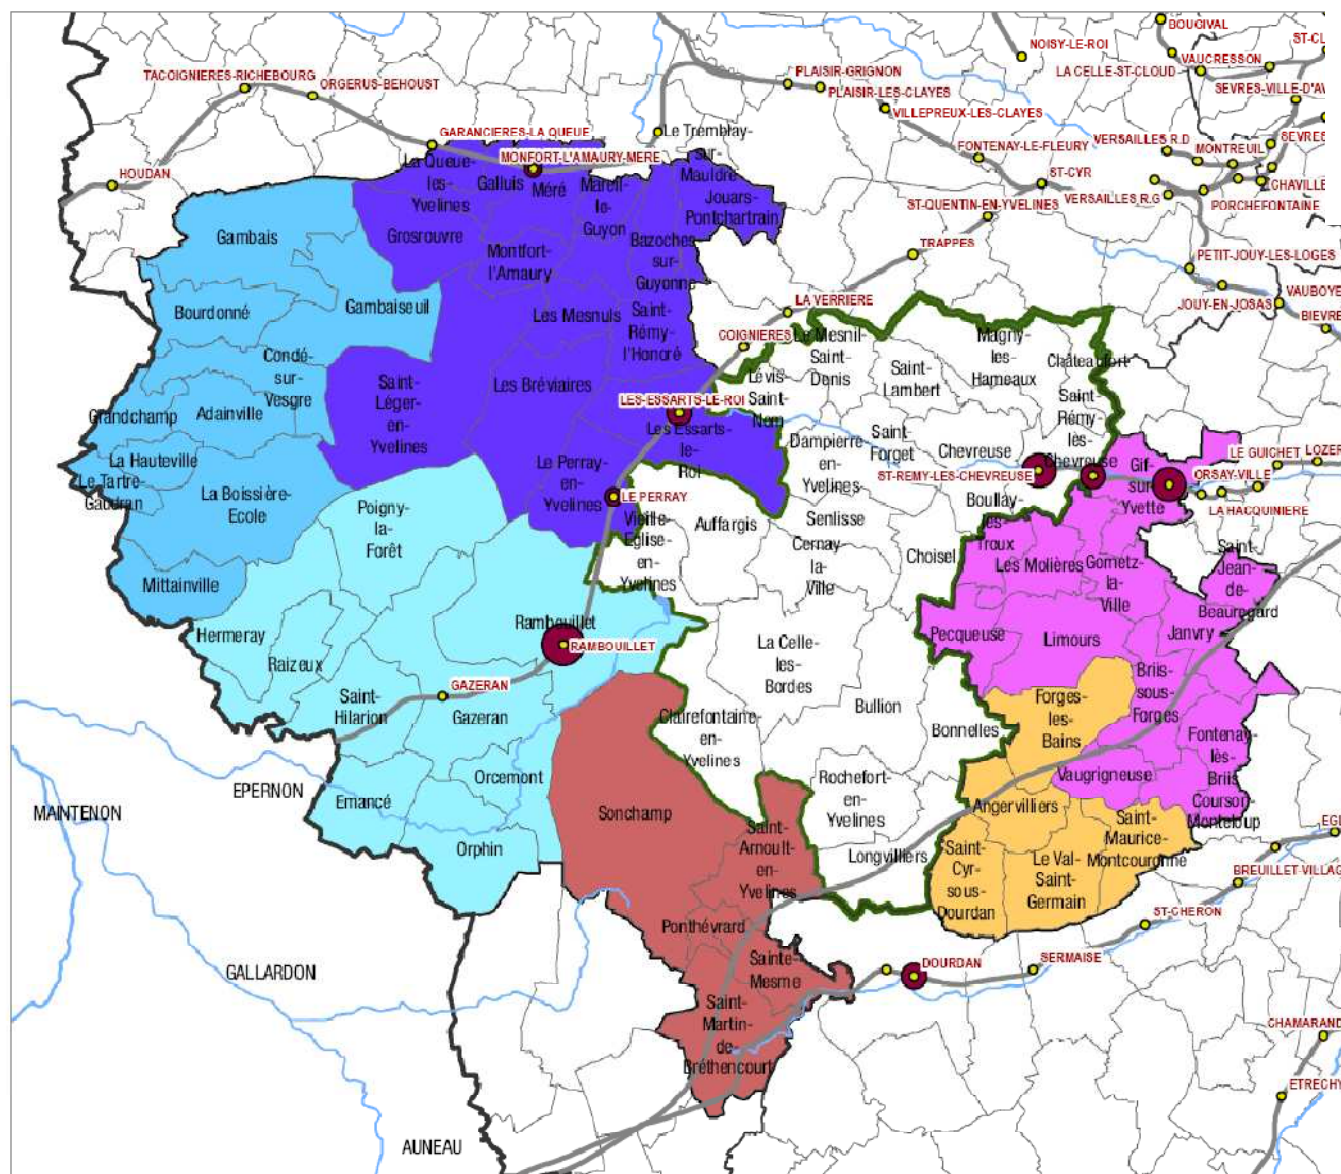 BOUGIVAL
NOISY-LE-ROI
ST-CL
VAUCRESSON
LA CELLE-ST-CLOUD
TACOIGNIERES-RICHEBOURG
ORGERUS-BEHOUST
PLAISIR-GRIGNON
PLAISIR-LES-CLAYES
SEVRES-VILLE-D'AV
VILLEPREUX-LES-CLAYES
GARANCIERES-LA QUEUE
Le Tremblay-
sur-
Mauldre
VERSAILLES R.D
MONTREUIL
SEVRES
MONFORT-L'AMAURY-MERE
FONTENAY-LE-FLEURY
HOUDAN
La Queue-
les-
Yvelines
Galluis
Méré
Mareil-
le-
Guyon
Jouars-
Pontchartrain
ST-CYR
CHAVILLE
VERSAILLES R.G
PORCHEFONTAINE
ST-QUENTIN-EN-YVELINES
Gambais
Grosrouvre
Montfort-
l'Amaury
Bazoches-
sur-
Guyonne
TRAPPES
PETIT-JOUY-LES-LOGES
VAUBOYE
JOUY-EN-JOSAS
BIEVRE
Bourdonné
Gambaiseuil
Les Mesnuls
Saint-
Rémy-
l'Honoré
LA VERRIERE
COIGNIERES
Le Mesnil-
Saint-
Denis
Magny-
les-
Hameaux
Châteaufort
Condé-
sur-
Vesgre
Saint-
Léger-
en-
Yvelines
Les Bréviaires
Lévis-
Saint-
Nom
Saint-
Lambert
Saint-
Rémy-
lès-
Chevreuse
Grandchamp
Adainville
LES-ESSARTS-LE-ROI
Les Essarts-
le-
Roi
Dampierre-
en-
Yvelines
Saint-
Forget
Chevreuse
La Hauteville
Le Tartre-
Gaudran
La Boissière-
Ecole
Le Perray-
en-
Yvelines
LE PERRAY
ST-REMY-LES-CHEVREUSE
Gif-
sur-
Yvette
LE GUICHET
LOZER
ORSAY-VILLE
LA HACQUINIERE
Poigny-
la-
Forêt
Vieille-
Eglise-
en-
Yvelines
Auffargis
Senlisse
Cernay-
la-
Ville
Choisel
Boullay-
les-
Troux
Les Molières
Gometz-
la-
Ville
Saint-
Jean-
de-
Beauregard
Mittainville
Hermeray
Raizeux
Rambouillet
RAMBOUILLET
La Celle-
les-
Bordes
Pecqueuse
Limours
Janvry
Saint-
Hilarion
GAZERAN
Gazeran
Clairefontaine-
en-
Yvelines
Bullion
Bonnelles
Forges-
les-
Bains
Briis-
sous-
Forges
Fontenay-
lès-
Briis
Orcemont
EPERNON
Emancé
MAINTENON
Sonchamp
Rochefort-
en-
Yvelines
Vaugrigneuse
Angervilliers
Courson-
Monteloup
Orphin
Saint-
Arnoult-
en-
Yvelines
Longvilliers
Saint-
Cyr-
sous-
Dourdan
Le Val-
Saint-
Germain
Saint-
Maurice-
Montcouronne
EGL
BREUILLET-VILLAG
Ponthévrard
ST-CHERON
GALLARDON
Sainte-
Mesme
DOURDAN
SERMAISE
Saint-
Martin-
de-
Bréthencourt
CHAMARAND
ETRECHY
AUNEAU